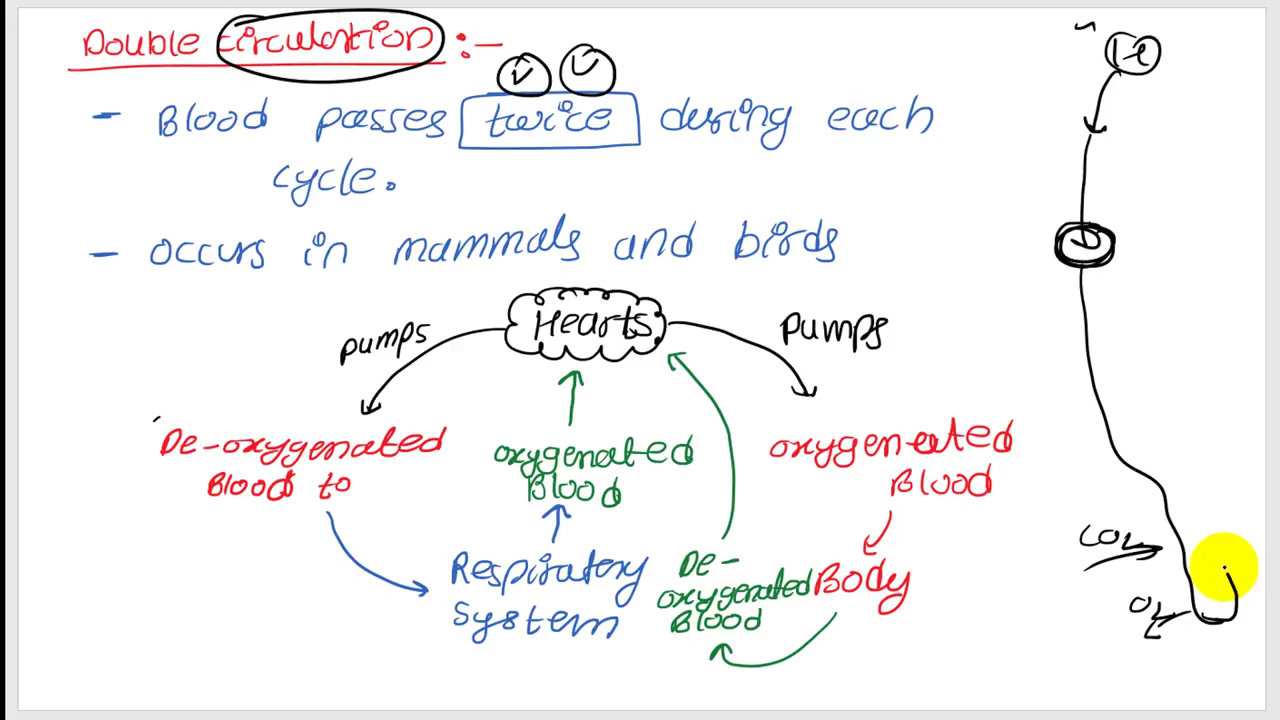 Double circulation :-
- Blood passes twice during each
cycle.
- occurs in mammals and birds
Hearts
pumps
Pumps
De-oxygenated
Blood to
oxygenated
Blood
oxygenated
Blood
Respiratory
System
De-
oxygenated
Blood
Body